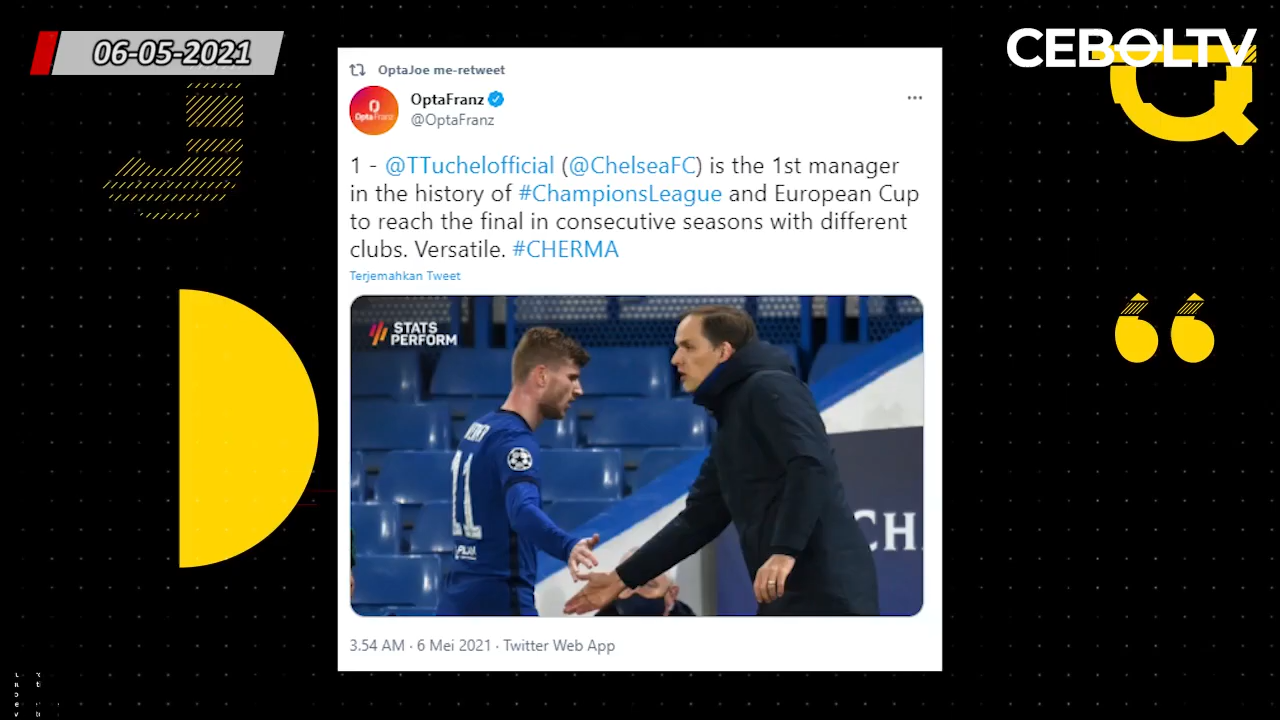 06-05-2021
CEBOLTV
OptaJoe me-retweet
OptaFranz
@OptaFranz
1 - @TTuchelofficial (@ChelseaFC) is the 1st manager
in the history of #ChampionsLeague and European Cup
to reach the final in consecutive seasons with different
clubs. Versatile. #CHERMA
Terjemahkan Tweet
STATS
PERFORM
11
CH
3.54 AM · 6 Mei 2021 · Twitter Web App